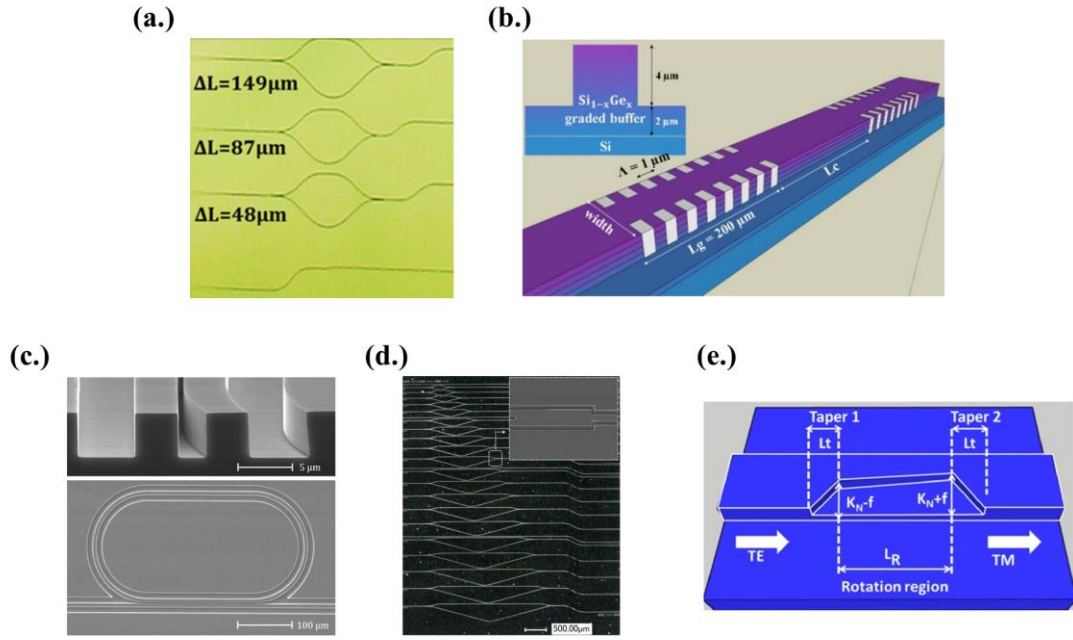 (a.)
ΔL=149μm
ΔL=87μm
ΔL=48μm
(b.)
4 μm
Si1-xGex
graded buffer
2 μm
Si
Λ = 1 μm
width
Lg = 200 μm
Lc
(c.)
5 μm
100 μm
(d.)
500.00μm
(e.)
Taper 1
Taper 2
Lt
Lt
KN-f
KN+f
TE
LR
TM
Rotation region